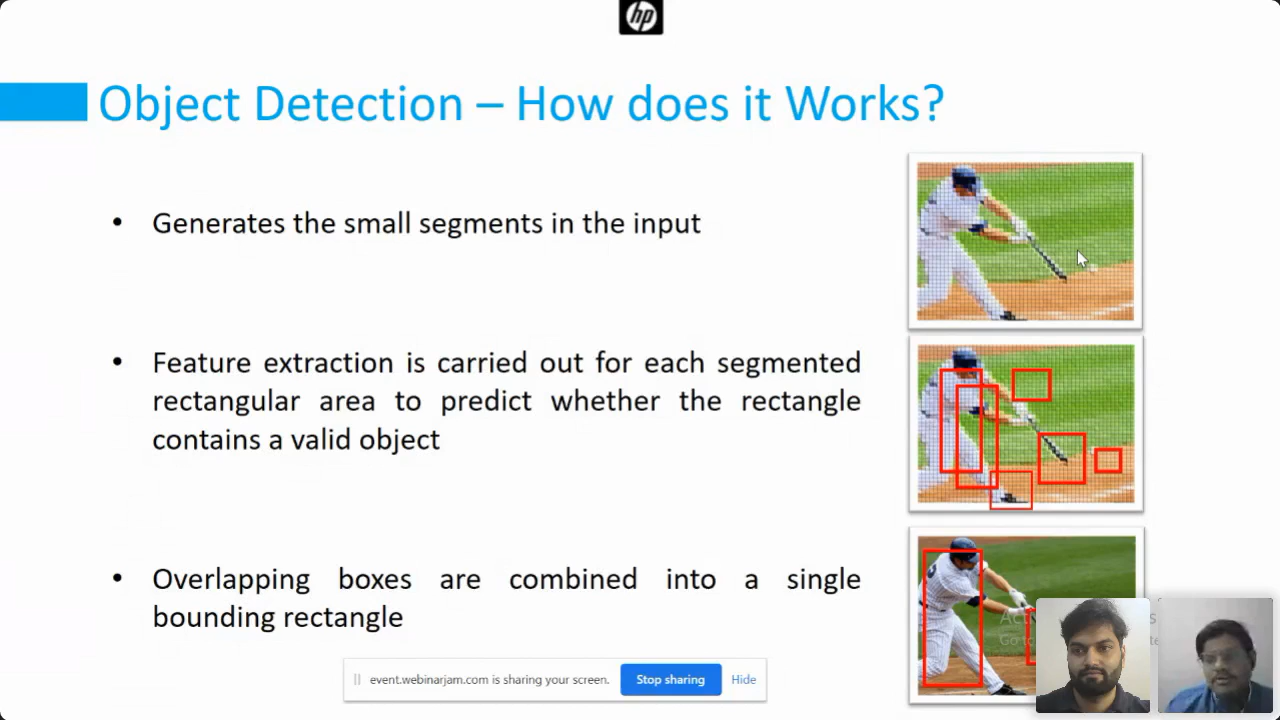 hp
Object Detection – How does it Works?
• Generates the small segments in the input
• Feature extraction is carried out for each segmented
rectangular area to predict whether the rectangle
contains a valid object
• Overlapping boxes are combined into a single
bounding rectangle
event.webinarjam.com is sharing your screen. Stop sharing Hide